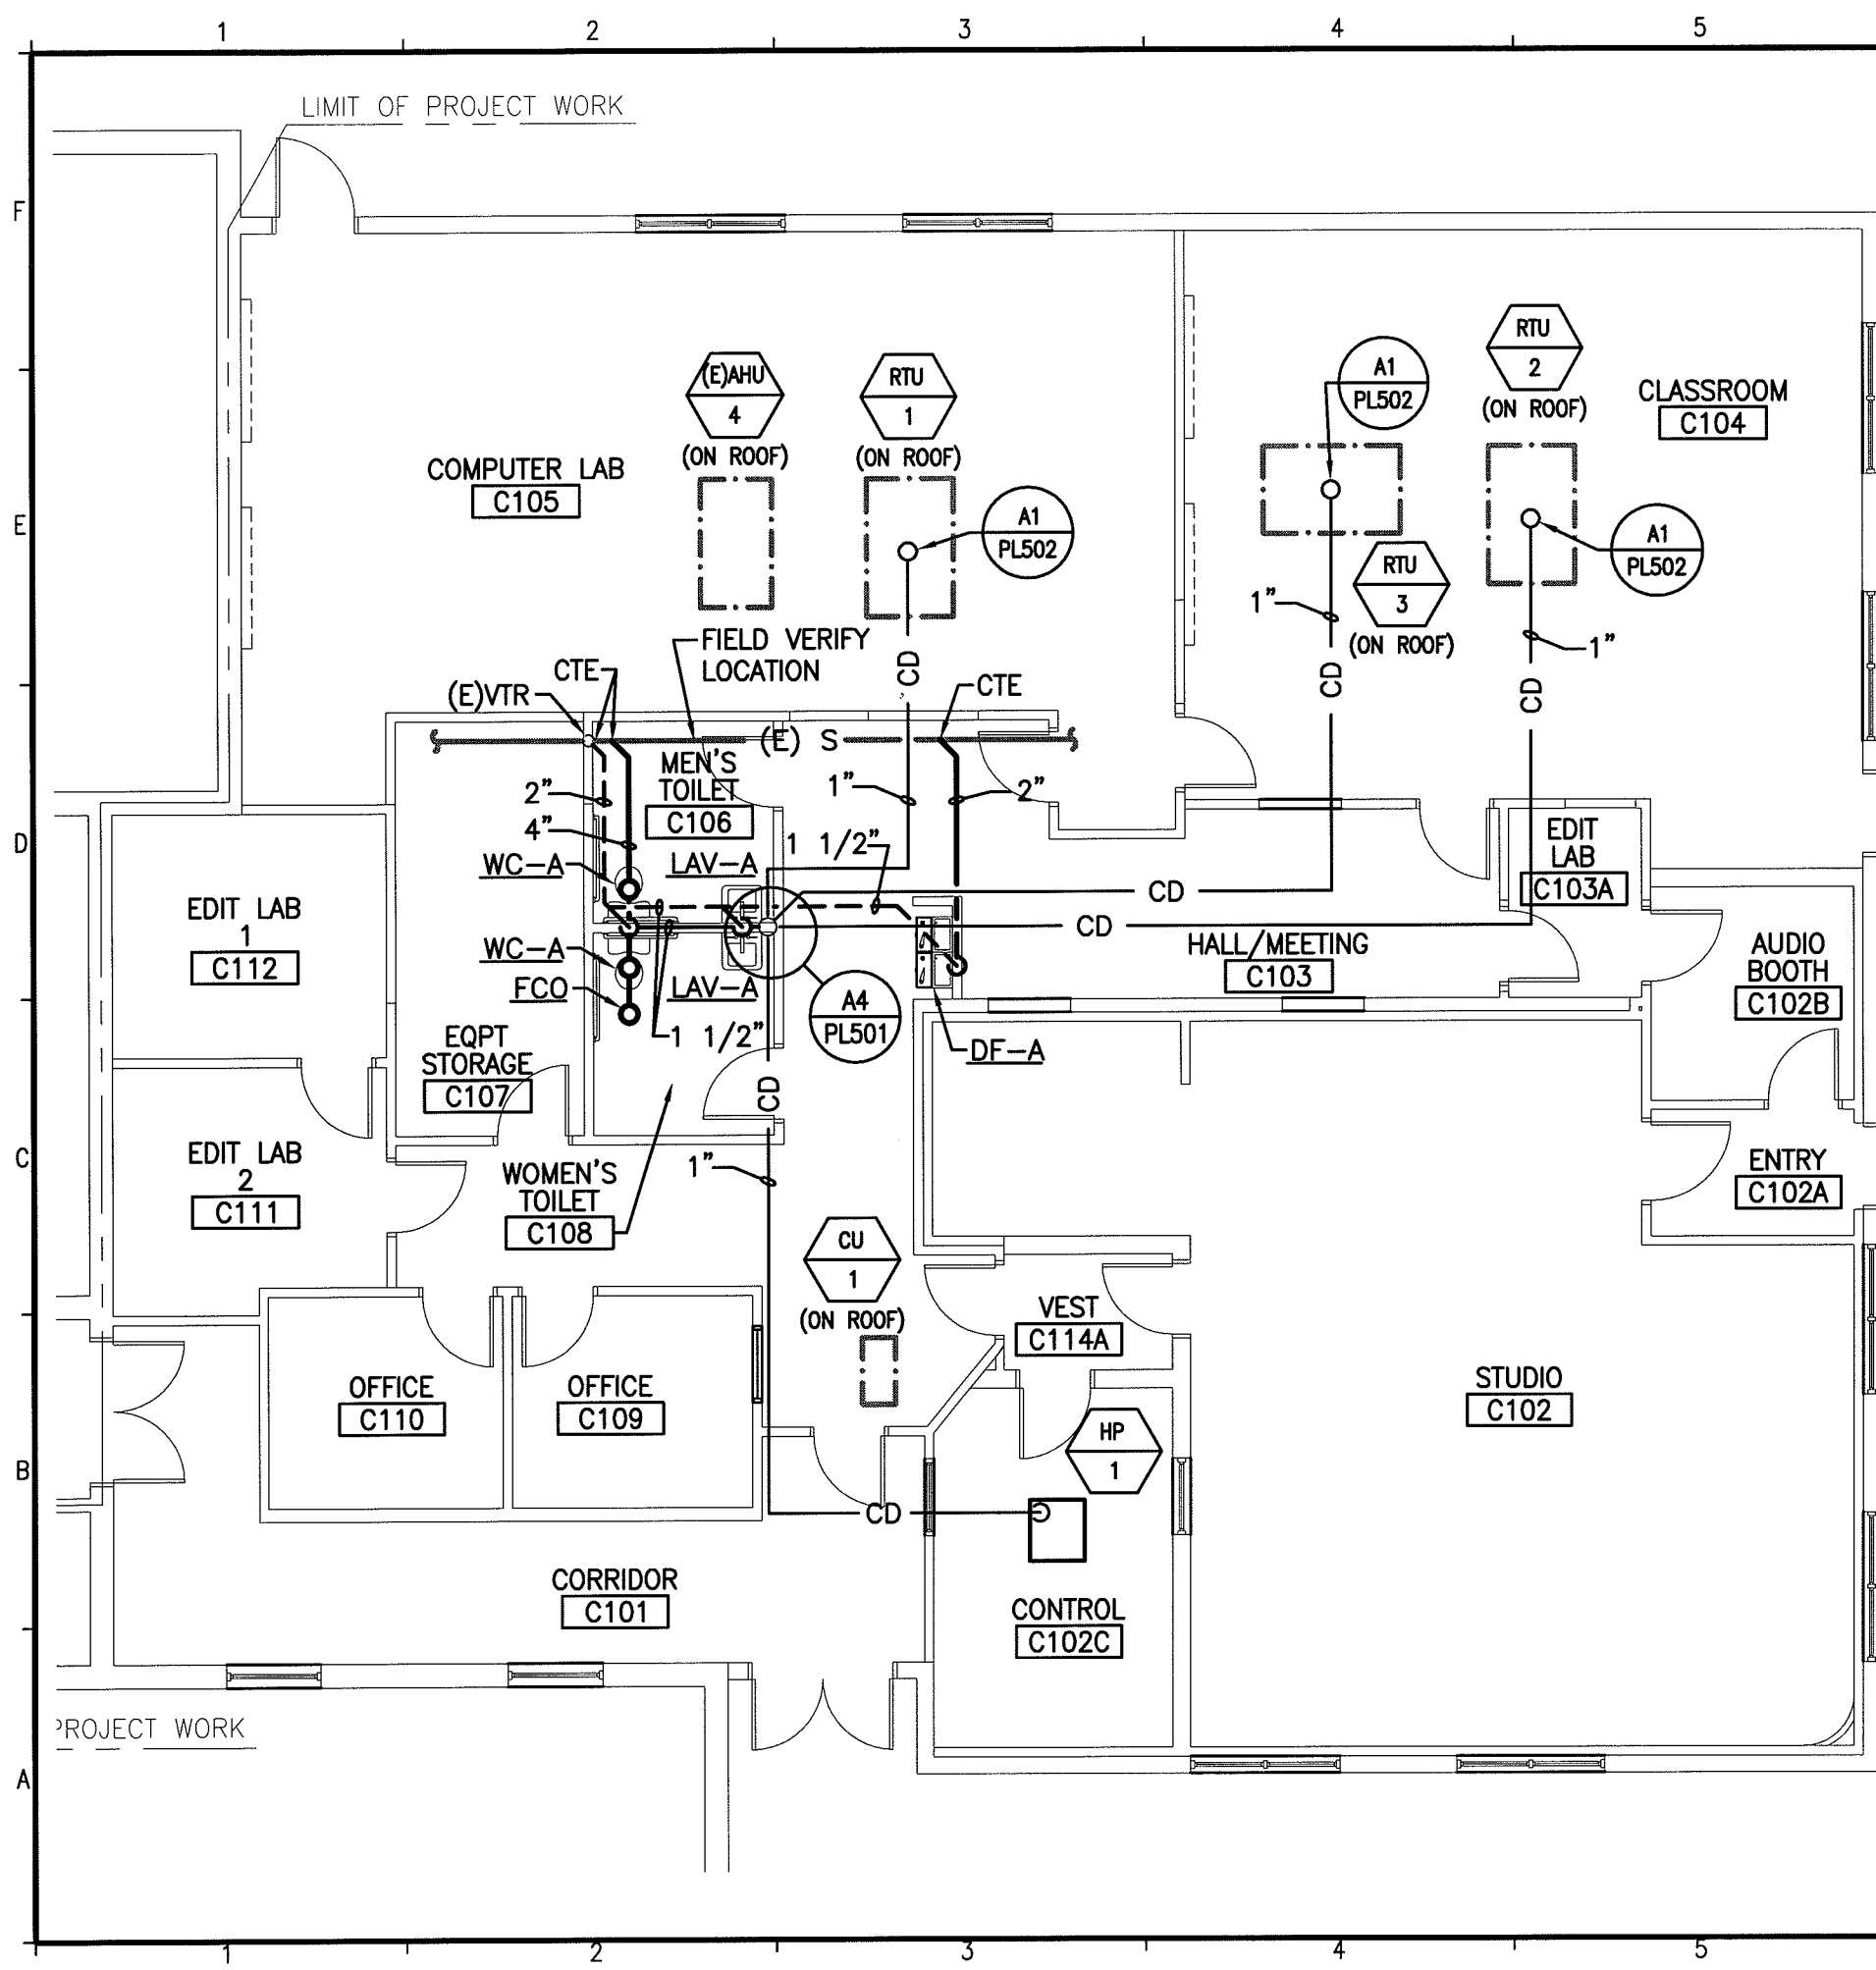 1 2 3 4 5
LIMIT OF PROJECT WORK
F
RTU
2
(ON ROOF)
A1
PL502
CLASSROOM
C104
(E)AHU
4
(ON ROOF)
RTU
1
(ON ROOF)
COMPUTER LAB
C105
E
A1
PL502
A1
PL502
RTU
3
(ON ROOF)
1"
1"
FIELD VERIFY
LOCATION
CTE
CD
CD
CD
(E)VTR
CTE
(E) S
MEN'S
TOILET
C106
2"
1"
2"
D
4"
1 1/2"
EDIT
LAB
C103A
WC-A
LAV-A
CD
EDIT LAB
1
C112
CD
HALL/MEETING
C103
AUDIO
BOOTH
C102B
WC-A
FCO
LAV-A
A4
PL501
1 1/2"
DF-A
EQPT
STORAGE
C107
CD
C
EDIT LAB
2
C111
WOMEN'S
TOILET
C108
1"
ENTRY
C102A
CU
1
(ON ROOF)
VEST
C114A
OFFICE
C110
OFFICE
C109
STUDIO
C102
HP
1
B
CD
CORRIDOR
C101
CONTROL
C102C
PROJECT WORK
A
1 2 3 4 5